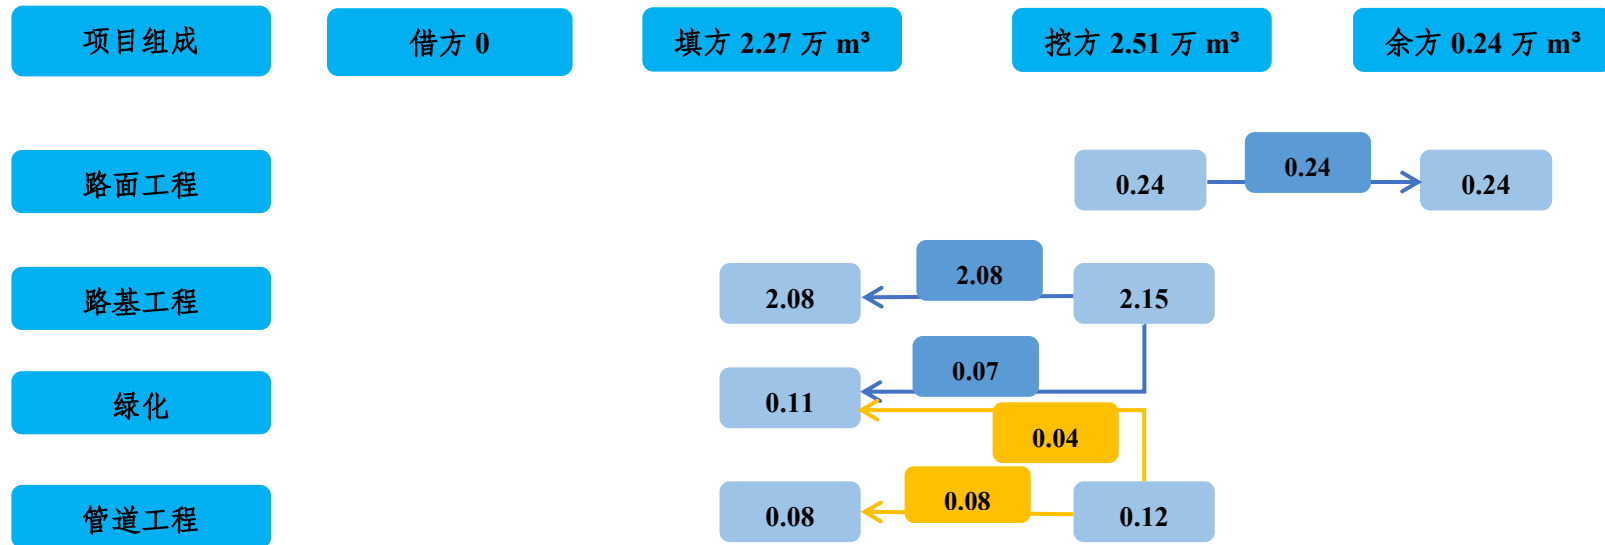 项目组成
借方 0
填方 2.27 万 m³
挖方 2.51 万 m³
余方 0.24 万 m³
路面工程
0.24
0.24
0.24
路基工程
2.08
2.08
2.15
绿化
0.11
0.07
0.04
管道工程
0.08
0.08
0.12